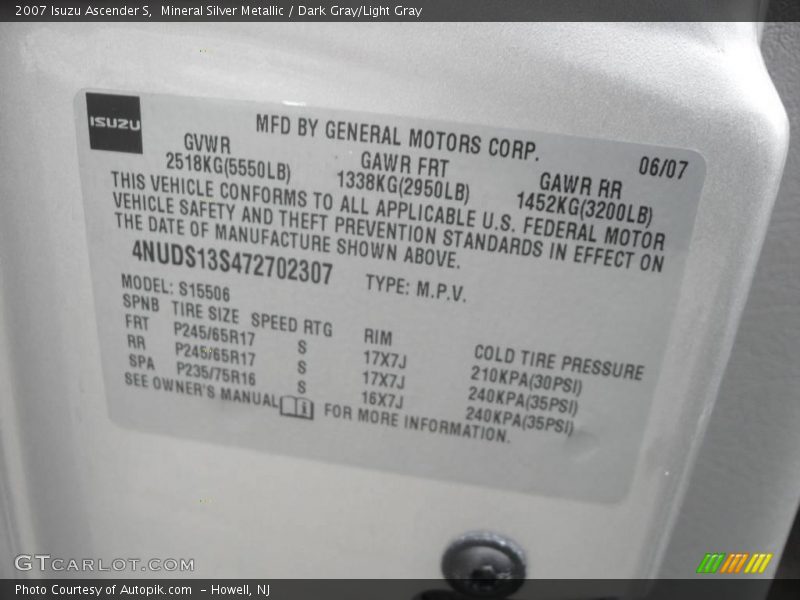 2007 Isuzu Ascender S,  Mineral Silver Metallic / Dark Gray/Light Gray
ISUZU
MFD BY GENERAL MOTORS CORP.
06/07
GVWR
2518KG(5550LB)
GAWR FRT
1338KG(2950LB)
GAWR RR
1452KG(3200LB)
THIS VEHICLE CONFORMS TO ALL APPLICABLE U.S. FEDERAL MOTOR
VEHICLE SAFETY AND THEFT PREVENTION STANDARDS IN EFFECT ON
THE DATE OF MANUFACTURE SHOWN ABOVE.
4NUDS13S472702307
TYPE: M.P.V.
MODEL: S15506
SPNB TIRE SIZE SPEED RTG RIM COLD TIRE PRESSURE
FRT P245/65R17 S 17X7J 210KPA(30PSI)
RR P245/65R17 S 17X7J 240KPA(35PSI)
SPA P235/75R16 S 16X7J 240KPA(35PSI)
SEE OWNER'S MANUAL FOR MORE INFORMATION.
GTCARLOT.COM
Photo Courtesy of Autopik.com  - Howell, NJ